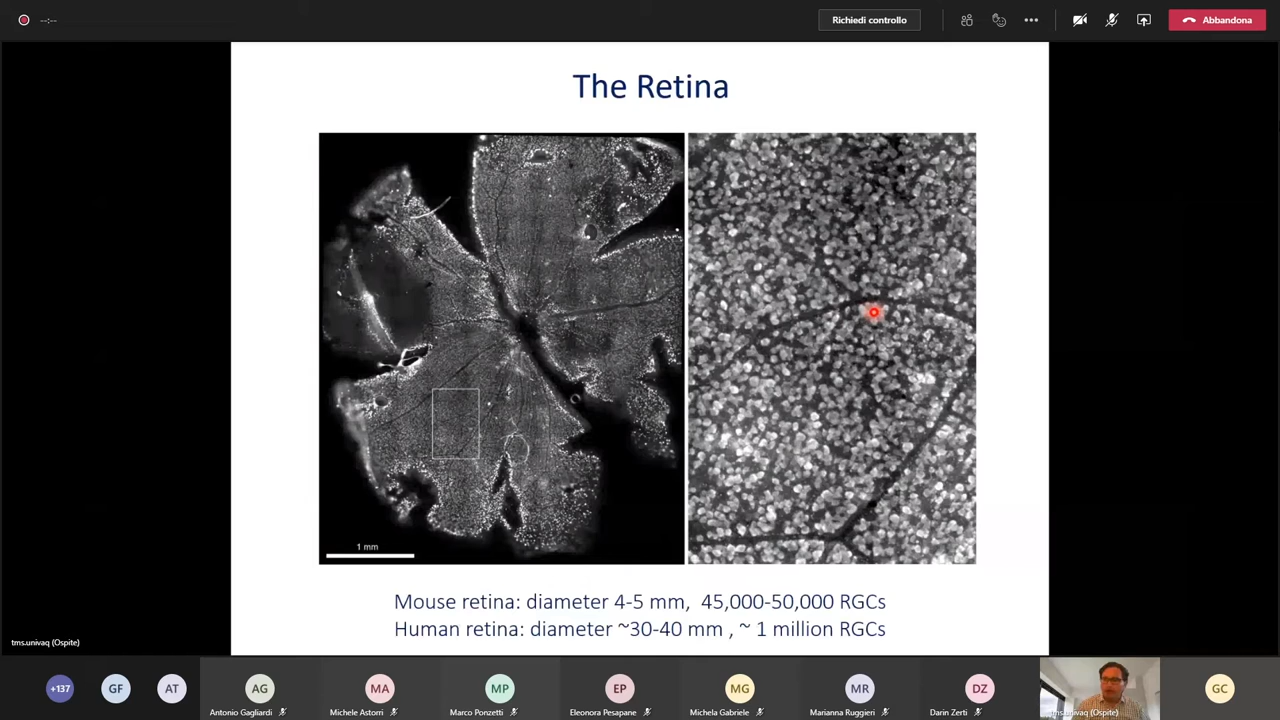 --:--
Richiedi controllo
Abbandona
The Retina
1 mm
Mouse retina: diameter 4-5 mm, 45,000-50,000 RGCs
Human retina: diameter ~30-40 mm , ~ 1 million RGCs
tms.univaq (Ospite)
+137
GF
AT
AG
MA
MP
EP
MG
MR
DZ
GC
Antonio Gagliardi
Michele Astorri
Marco Ponzetti
Eleonora Pesapane
Michela Gabriele
Marianna Ruggieri
Darin Zerti
tms.univaq (Ospite)